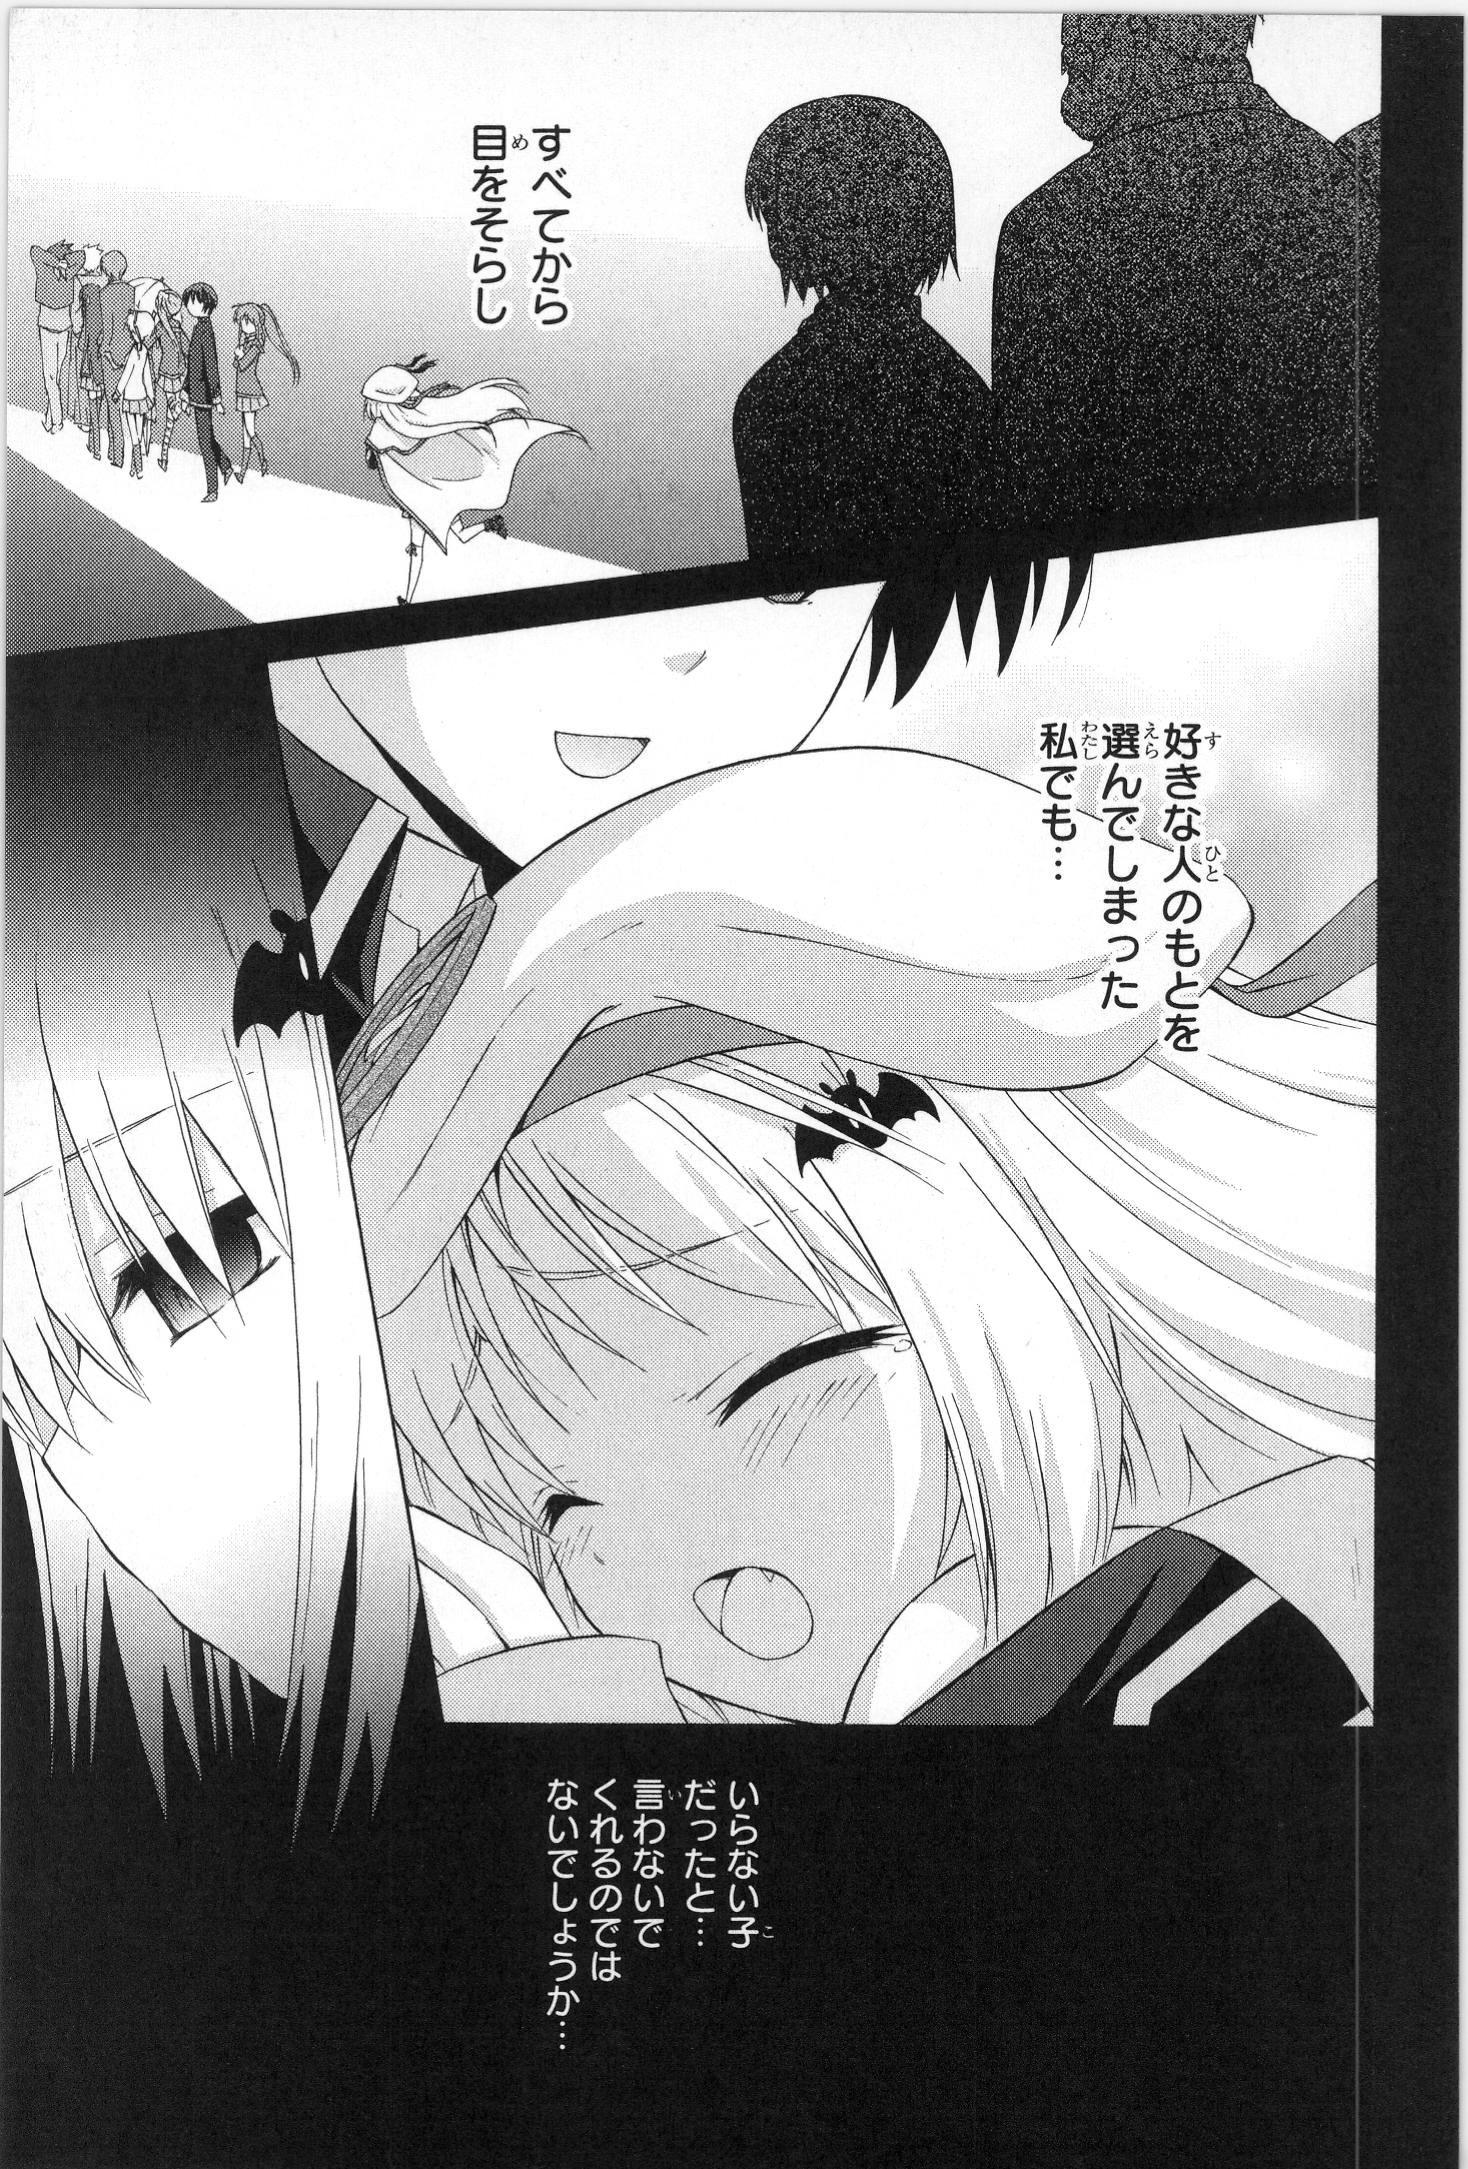 すべてから
目をそらし
好きな人のもとを
選んでしまった
私でも…
いらない子
だったと…
言わないで
くれるのでは
ないでしょうか…